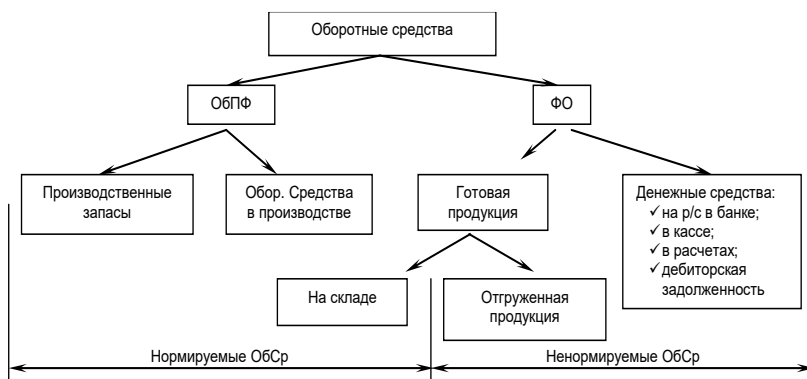 Оборотные средства
ОбПФ
ФО
Производственные
запасы
Обор. Средства
в производстве
Готовая
продукция
Денежные средства:
✓на р/с в банке;
✓в кассе;
✓в расчетах;
✓дебиторская
задолженность
На складе
Отгруженная
продукция
Нормируемые ОбСр
Ненормируемые ОбСр